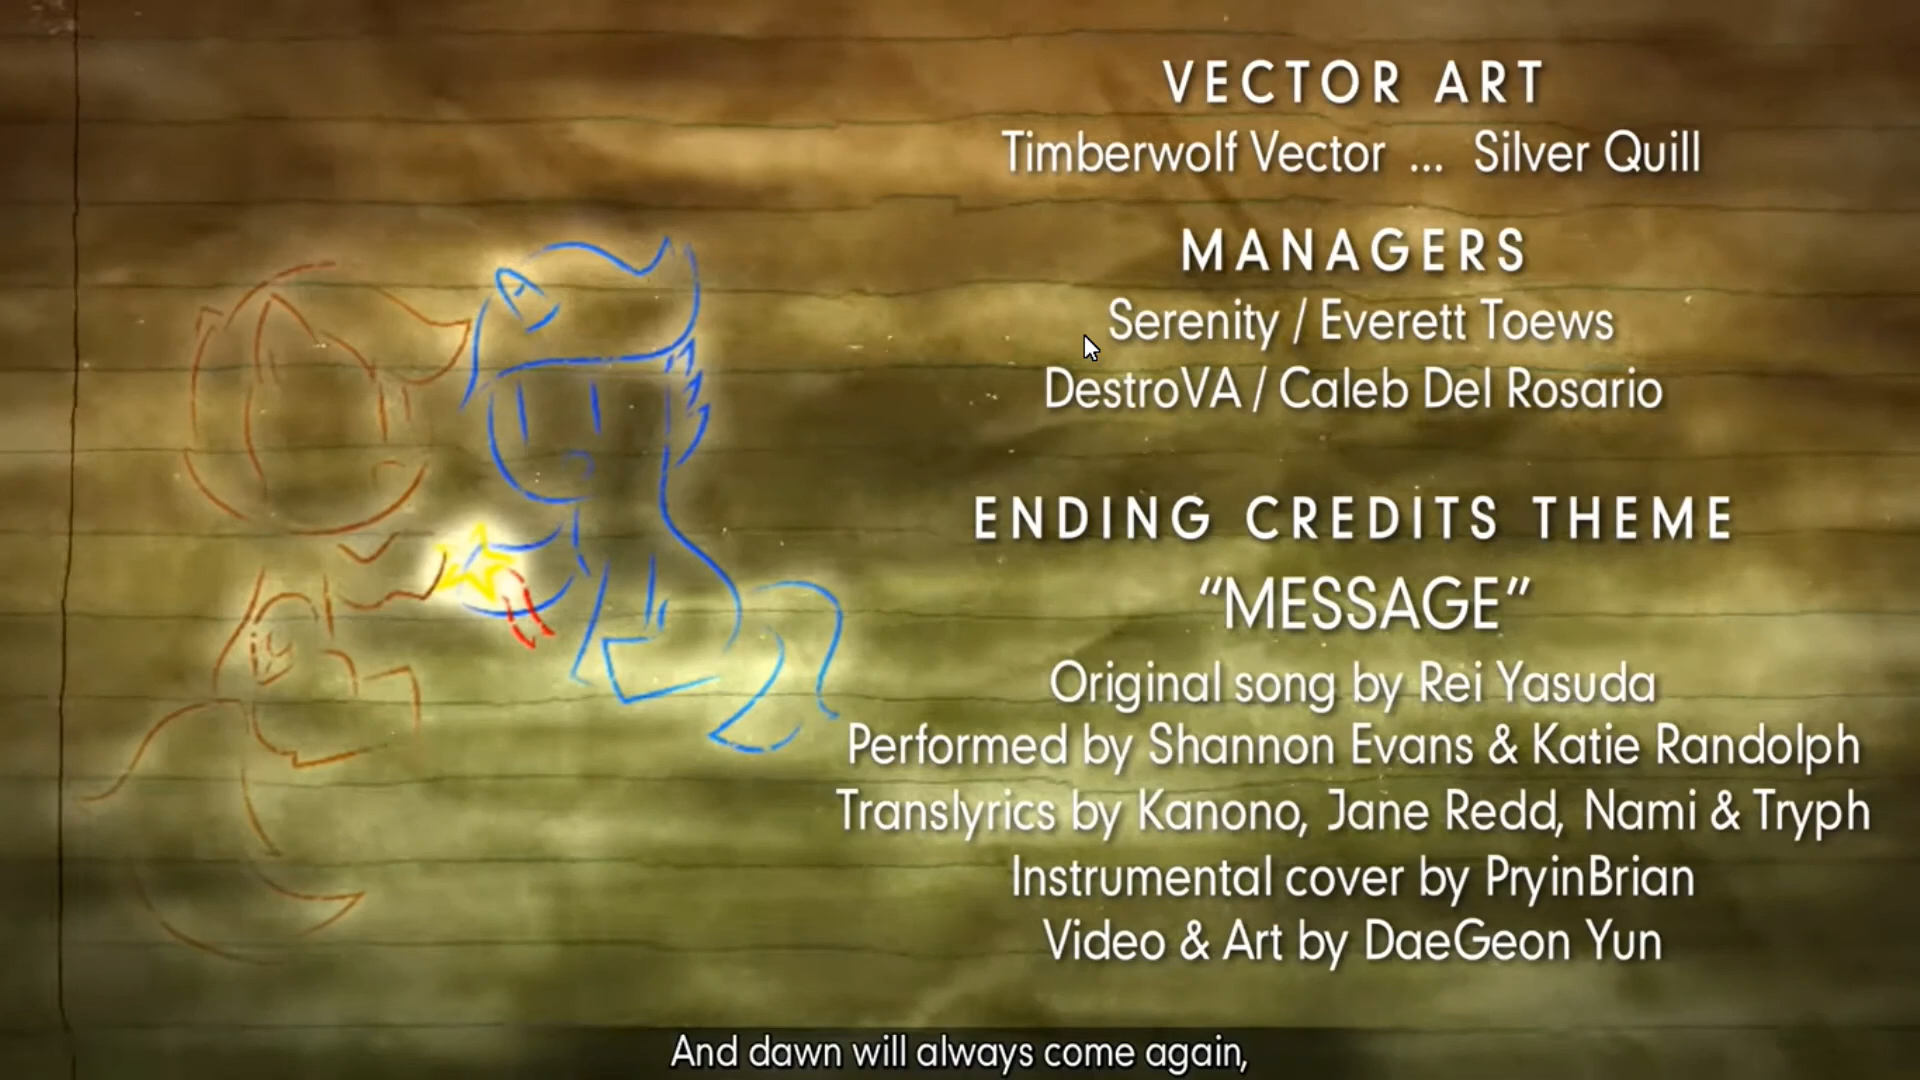 VECTOR ART
Timberwolf Vector ... Silver Quill
MANAGERS
Serenity / Everett Toews
DestroVA / Caleb Del Rosario
ENDING CREDITS THEME
“MESSAGE”
Original song by Rei Yasuda
Performed by Shannon Evans & Katie Randolph
Translyrics by Kanono, Jane Redd, Nami & Tryph
Instrumental cover by PryinBrian
Video & Art by DaeGeon Yun
And dawn will always come again,